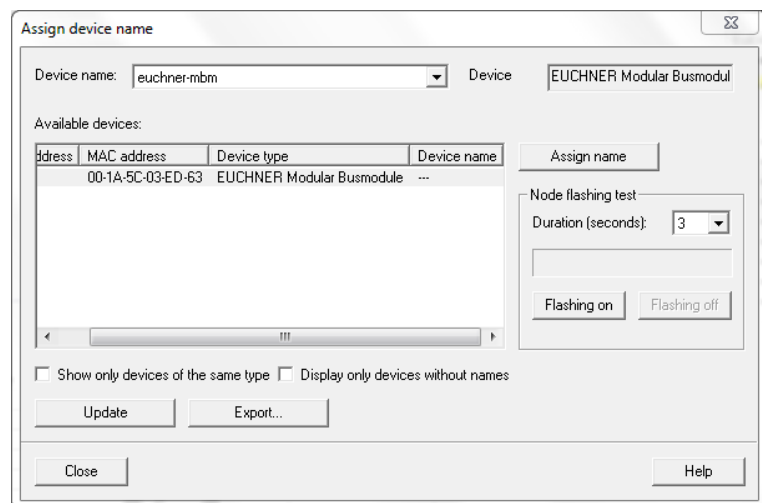 Assign device name
Device name: euchner-mbm Device EUCHNER Modular Busmodul
Available devices:
ddress MAC address Device type Device name Assign name
00-1A-5C-03-ED-63 EUCHNER Modular Busmodule ---
Node flashing test
Duration (seconds): 3
Flashing on Flashing off
Show only devices of the same type Display only devices without names
Update Export...
Close Help